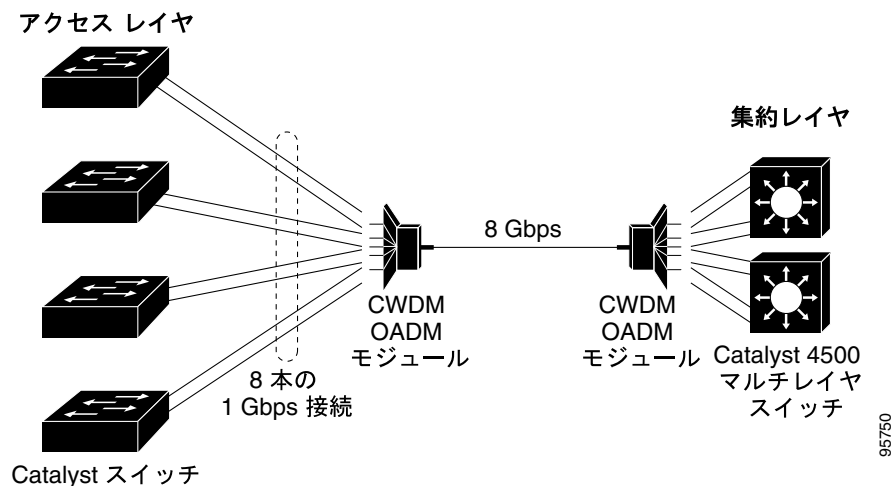 アクセス レイヤ
集約レイヤ
8 Gbps
CWDM
OADM
モジュール
CWDM
OADM
モジュール
8 本の
1 Gbps 接続
Catalyst 4500
マルチレイヤ
スイッチ
Catalyst スイッチ
95750